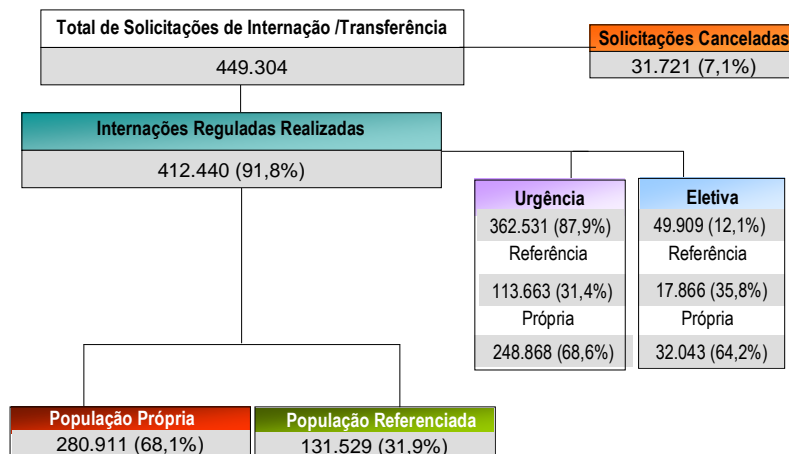 Total de Solicitações de Internação /Transferência
449.304
Solicitações Canceladas
31.721 (7,1%)
Internações Reguladas Realizadas
412.440 (91,8%)
Urgência
362.531 (87,9%)
Referência
113.663 (31,4%)
Própria
248.868 (68,6%)
Eletiva
49.909 (12,1%)
Referência
17.866 (35,8%)
Própria
32.043 (64,2%)
População Própria
280.911 (68,1%)
População Referenciada
131.529 (31,9%)